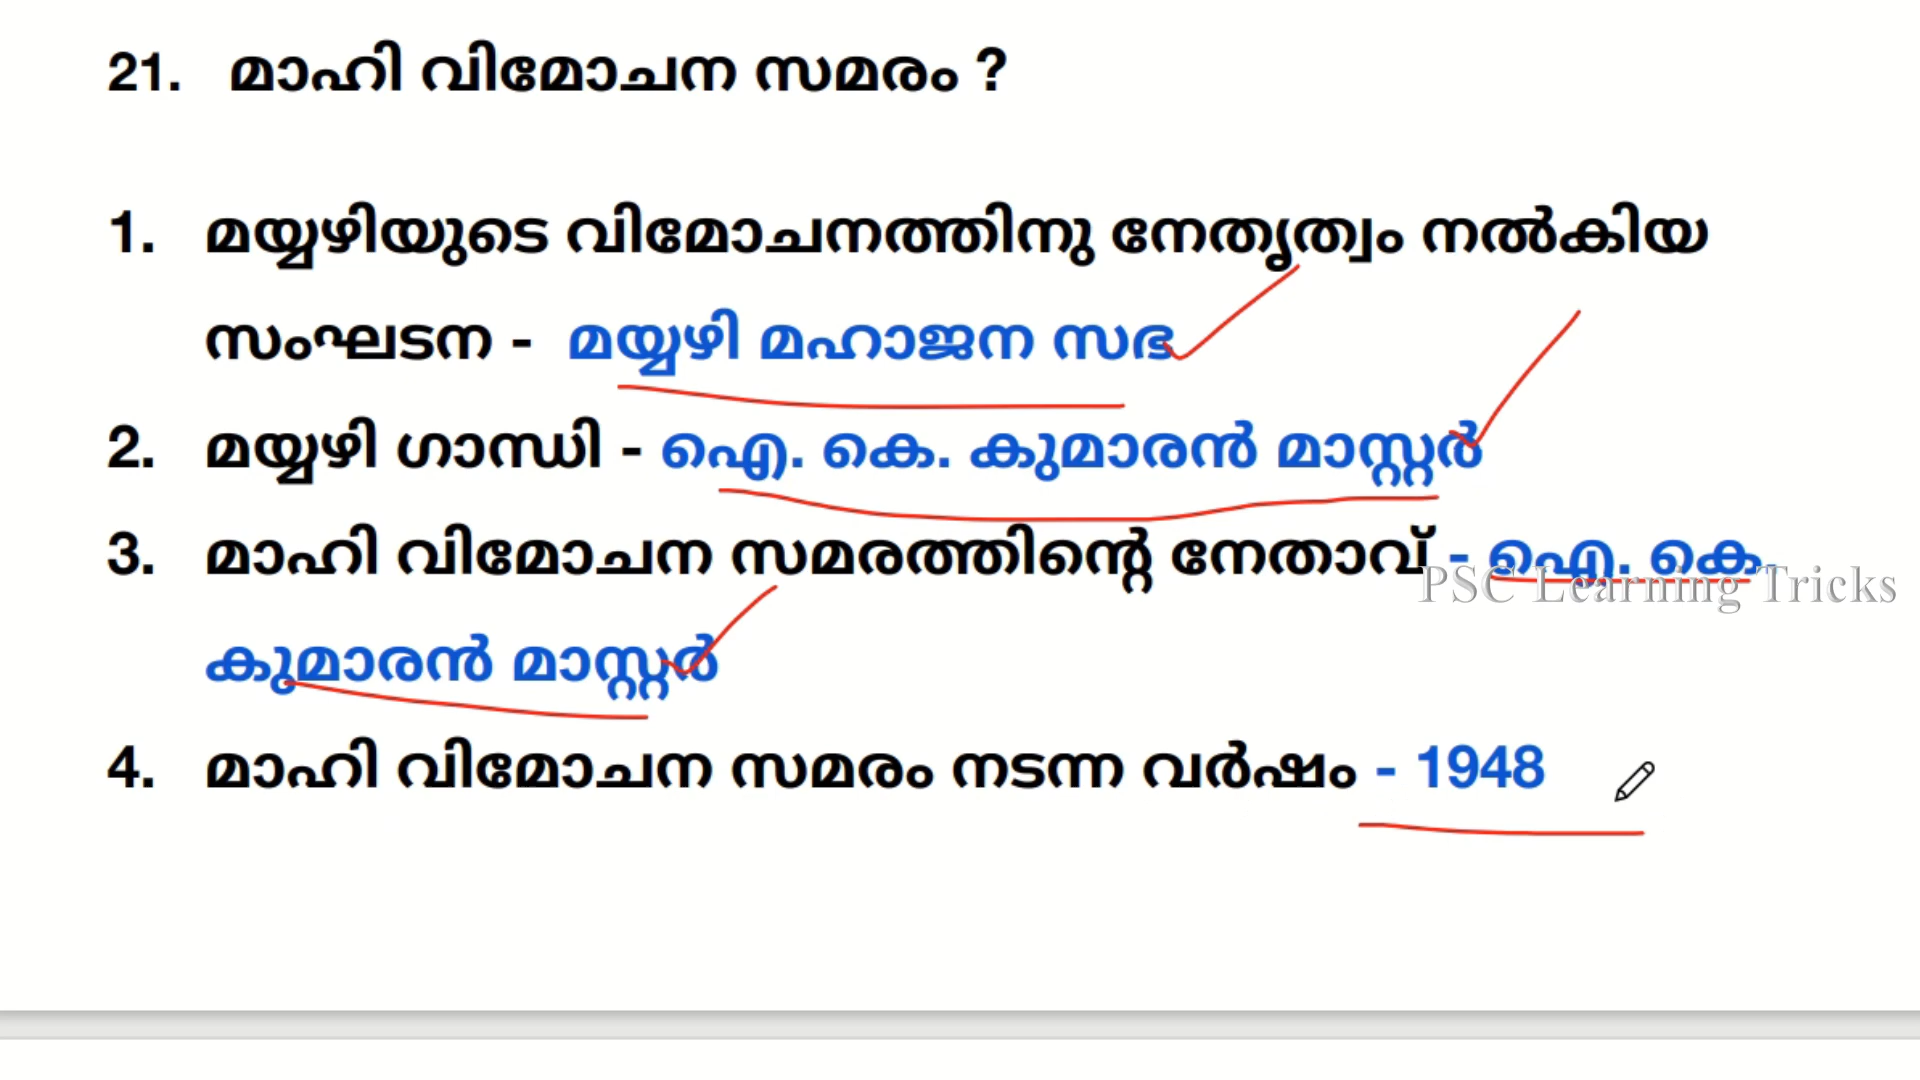 21. മാഹി വിമോചന സമരം ?
1. മയ്യഴിയുടെ വിമോചനത്തിനു നേതൃത്വം നൽകിയ
സംഘടന - മയ്യഴി മഹാജന സഭ
2. മയ്യഴി ഗാന്ധി - ഐ. കെ. കുമാരൻ മാസ്റ്റർ
3. മാഹി വിമോചന സമരത്തിന്റെ നേതാവ് - ഐ. കെ.
PSC Learning Tricks
കുമാരൻ മാസ്റ്റർ
4. മാഹി വിമോചന സമരം നടന്ന വർഷം - 1948